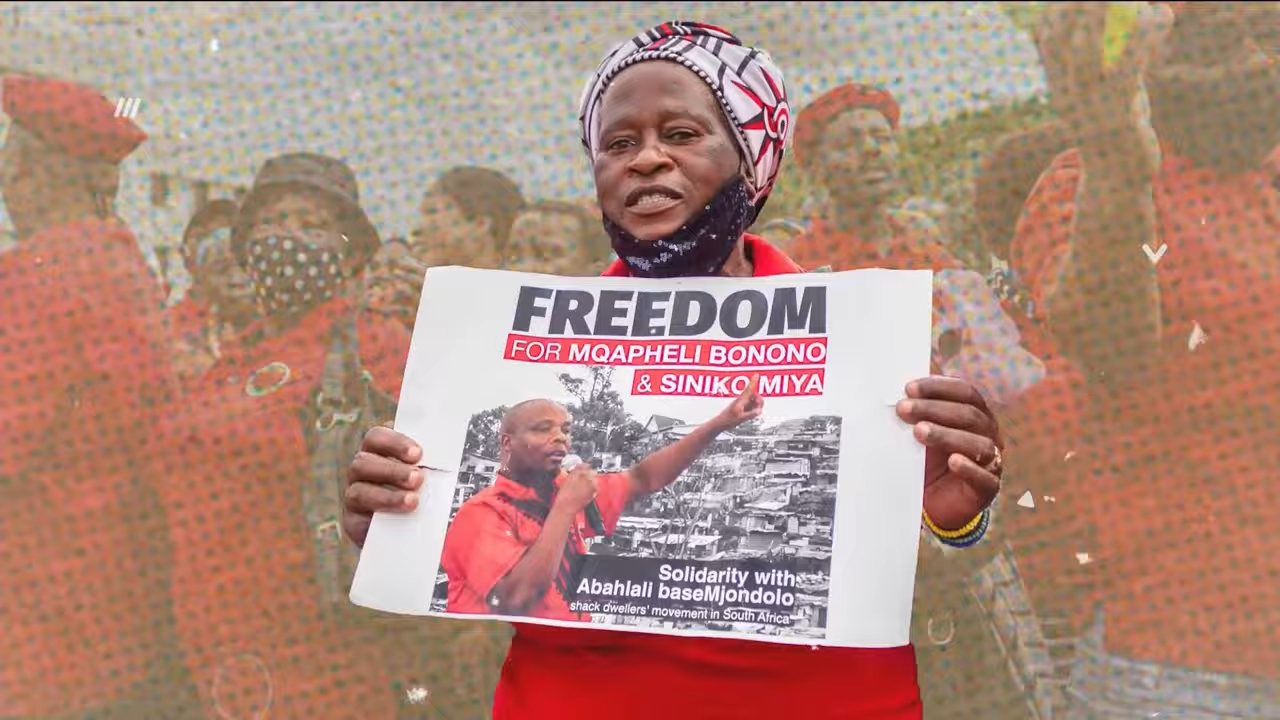 FREEDOM
FOR MQAPHELI BONONO
& SINIKO MIYA
Solidarity with
Abahlali baseMjondolo
shack dwellers' movement in South Africa